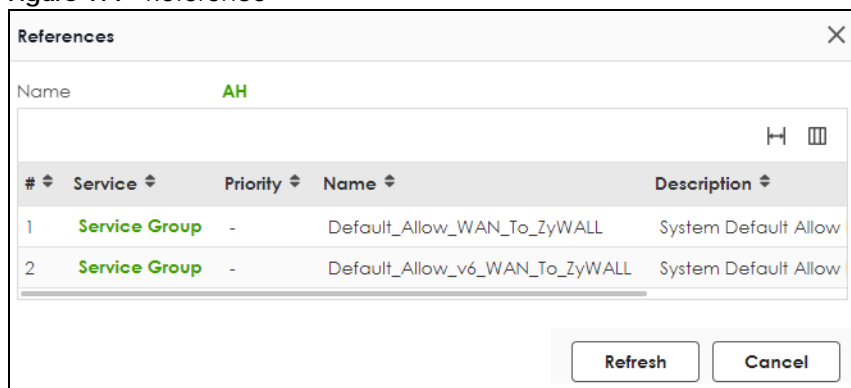 References
Name AH
# Service Priority Name Description
1 Service Group - Default_Allow_WAN_To_ZyWALL System Default Allow
2 Service Group - Default_Allow_v6_WAN_To_ZyWALL System Default Allow
Refresh Cancel